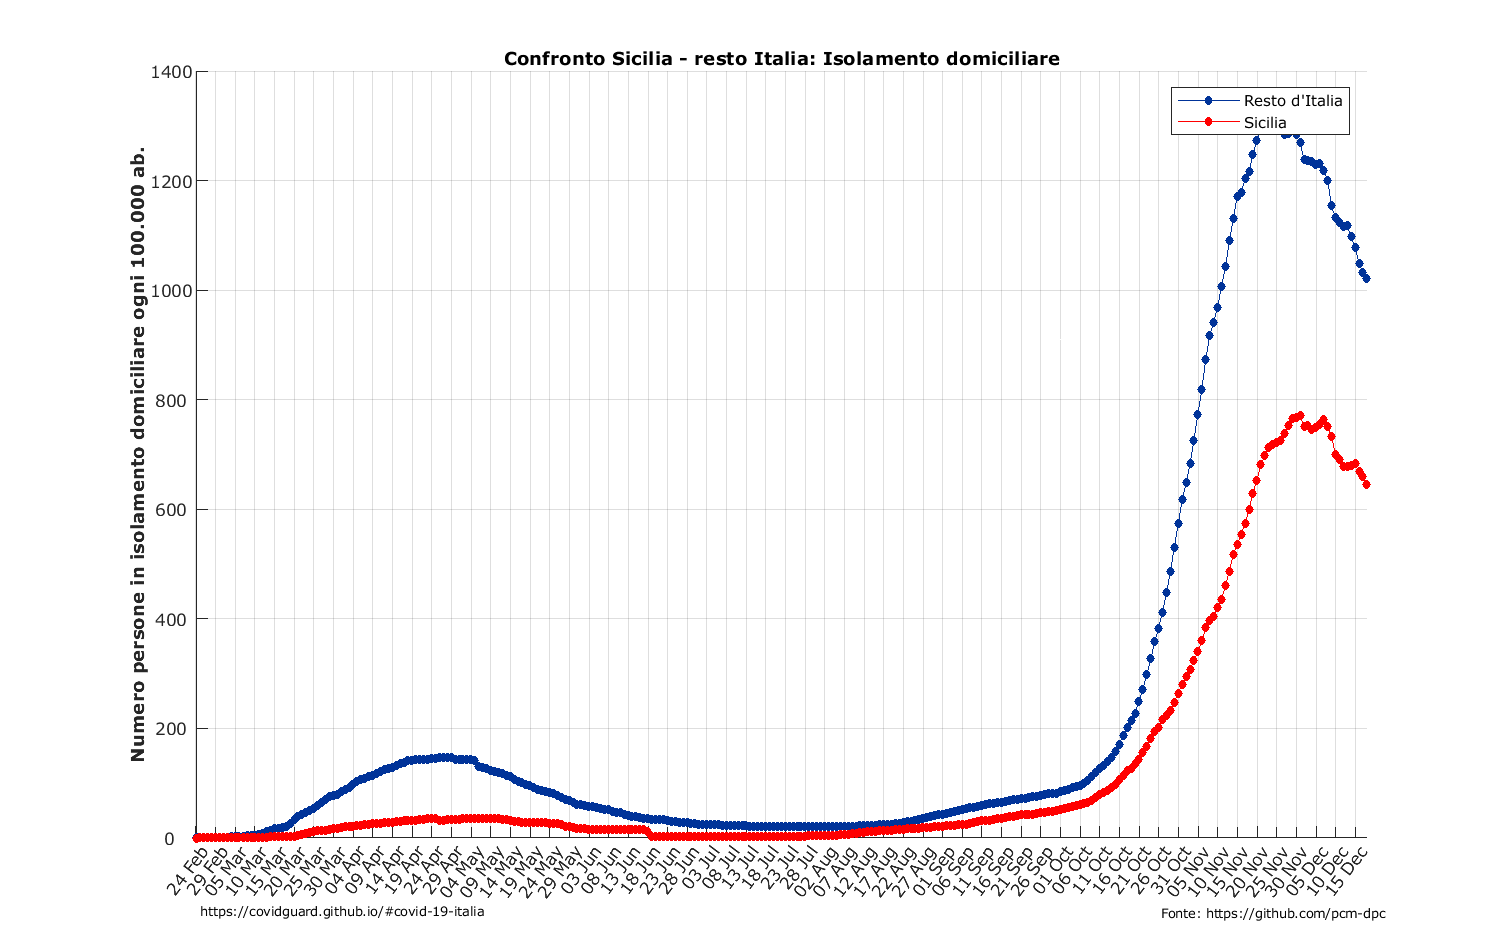 Confronto Sicilia - resto Italia: Isolamento domiciliare
Numero persone in isolamento domiciliare ogni 100.000 ab.
1400
1200
1000
800
600
400
200
0
Resto d'Italia
Sicilia
24 Feb
29 Feb
05 Mar
10 Mar
15 Mar
20 Mar
25 Mar
30 Mar
04 Apr
09 Apr
14 Apr
19 Apr
24 Apr
29 Apr
04 May
09 May
14 May
19 May
24 May
29 May
03 Jun
08 Jun
13 Jun
18 Jun
23 Jun
28 Jun
03 Jul
08 Jul
13 Jul
18 Jul
23 Jul
28 Jul
02 Aug
07 Aug
12 Aug
17 Aug
22 Aug
27 Aug
01 Sep
06 Sep
11 Sep
16 Sep
21 Sep
26 Sep
01 Oct
06 Oct
11 Oct
16 Oct
21 Oct
26 Oct
31 Oct
05 Nov
10 Nov
15 Nov
20 Nov
25 Nov
30 Nov
05 Dec
10 Dec
15 Dec
https://covidguard.github.io/#covid-19-italia
Fonte: https://github.com/pcm-dpc